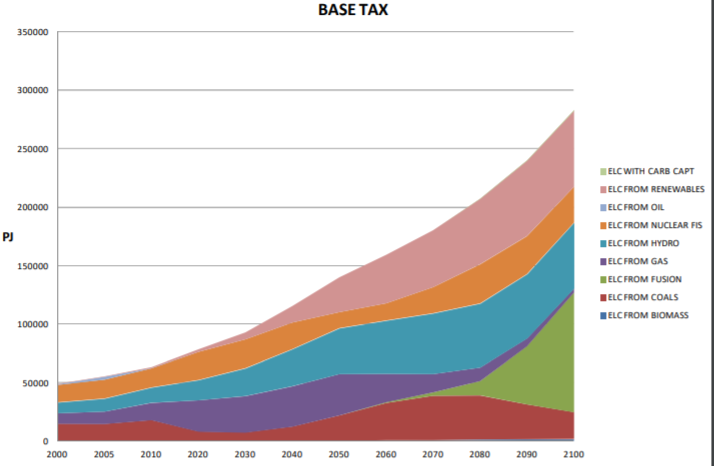 BASE TAX
350000
300000
250000
200000
PJ
150000
100000
50000
0
2000 2005 2010 2020 2030 2040 2050 2060 2070 2080 2090 2100
ELC WITH CARB CAPT
ELC FROM RENEWABLES
ELC FROM OIL
ELC FROM NUCLEAR FIS
ELC FROM HYDRO
ELC FROM GAS
ELC FROM FUSION
ELC FROM COALS
ELC FROM BIOMASS